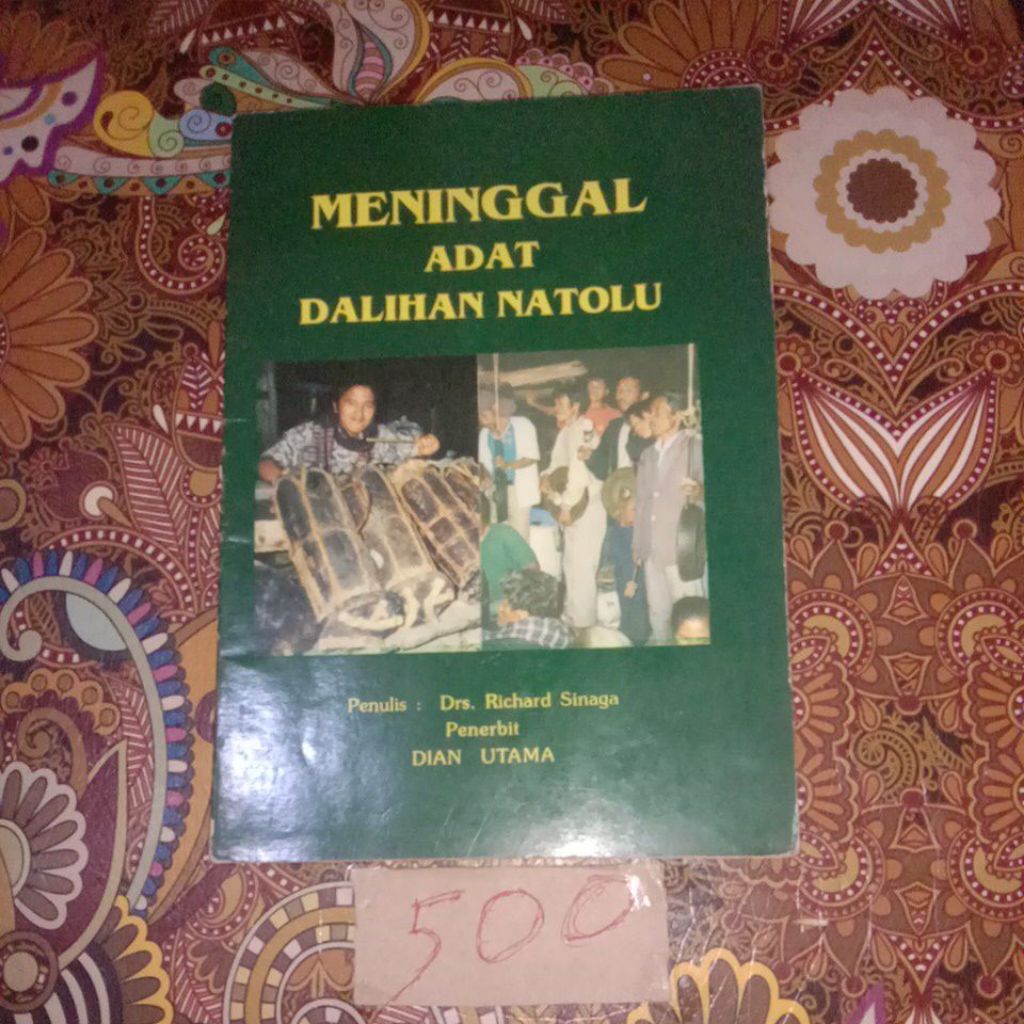 MENINGGAL
ADAT
DALIHAN NATOLU
Penulis : Drs. Richard Sinaga
Penerbit
DIAN UTAMA
500